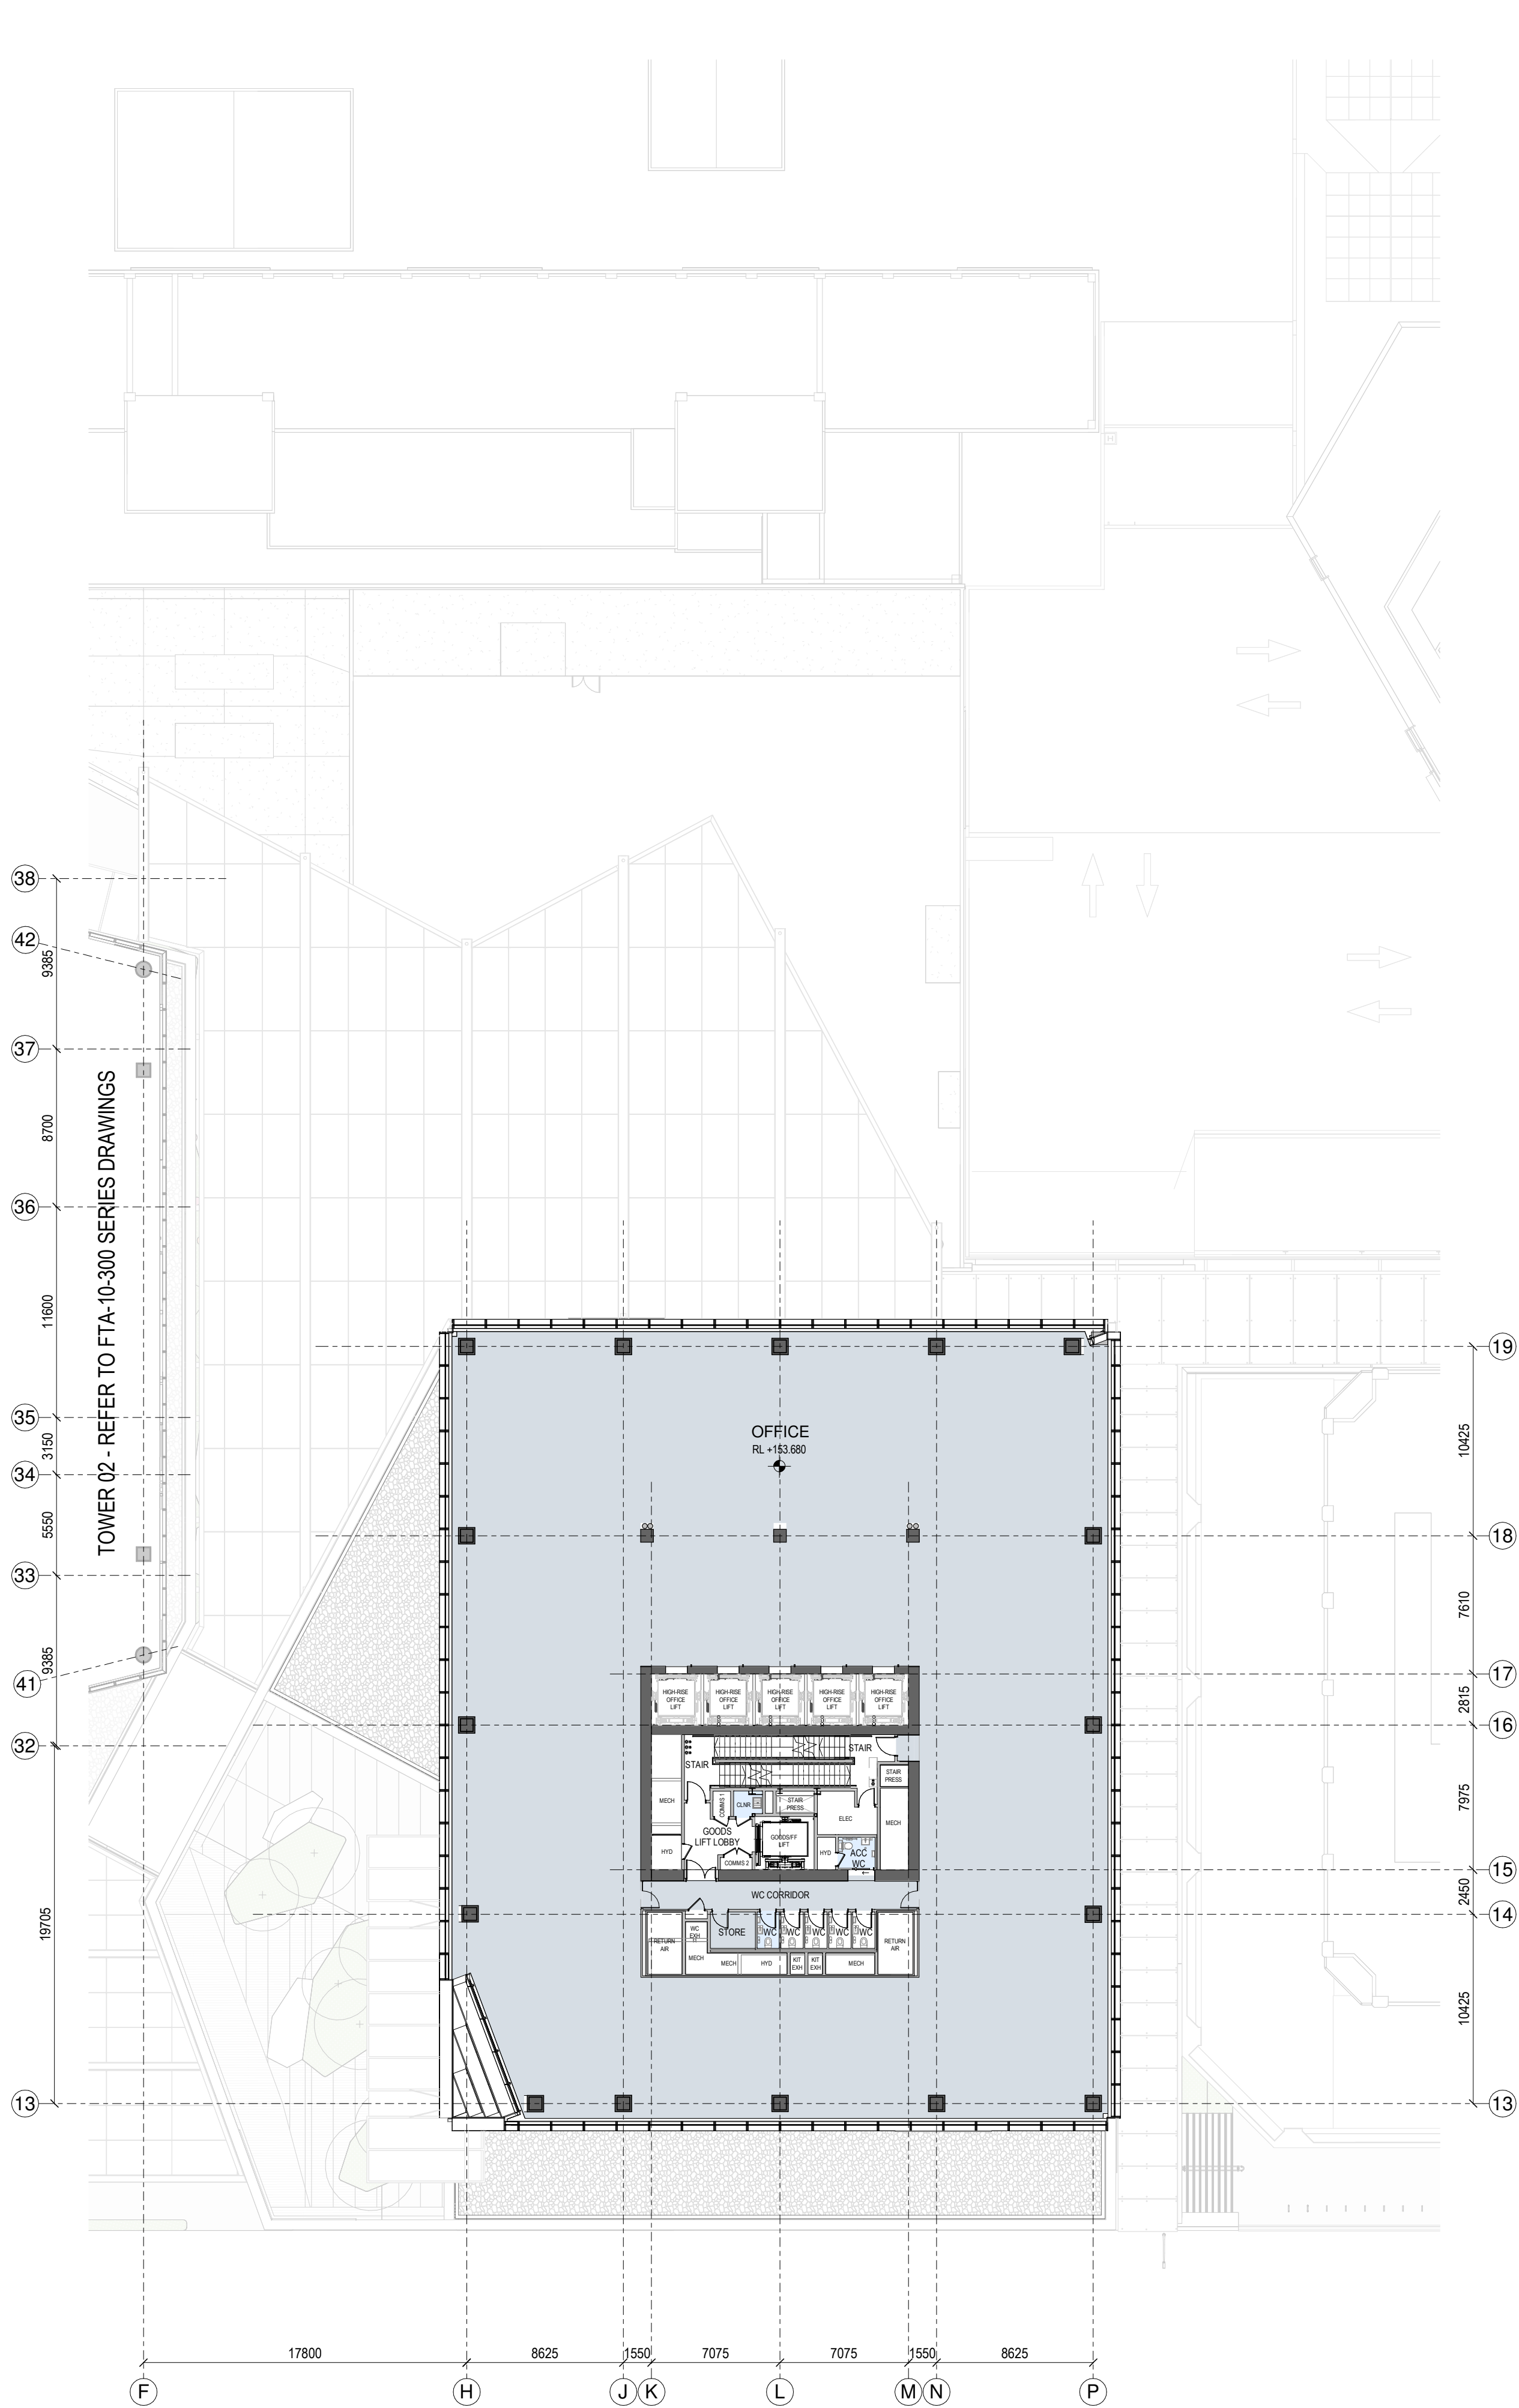 38
42
9385
37
8700
36
11600
35
3150
34
5550
33
9385
41
32
19705
13
TOWER 02 - REFER TO FTA-10-300 SERIES DRAWINGS
OFFICE
RL +153.680
19
10425
18
7610
17
2815
16
7975
15
2450
14
10425
13
HIGH-RISE
OFFICE
LIFT
HIGH-RISE
OFFICE
LIFT
HIGH-RISE
OFFICE
LIFT
HIGH-RISE
OFFICE
LIFT
HIGH-RISE
OFFICE
LIFT
STAIR
STAIR
STAIR
PRESS
MECH
COMMS 1
CLNR
STAIR
PRESS
ELEC
MECH
GOODS
LIFT LOBBY
GOODS/FF
LIFT
HYD
COMMS 2
HYD
ACC
WC
WC CORRIDOR
RETURN
AIR
WC
EXH
STORE
WC
WC
WC
WC
WC
RETURN
AIR
MECH
MECH
HYD
KIT
EXH
KIT
EXH
MECH
17800
8625
1550
7075
7075
1550
8625
F
H
J
K
L
M
N
P